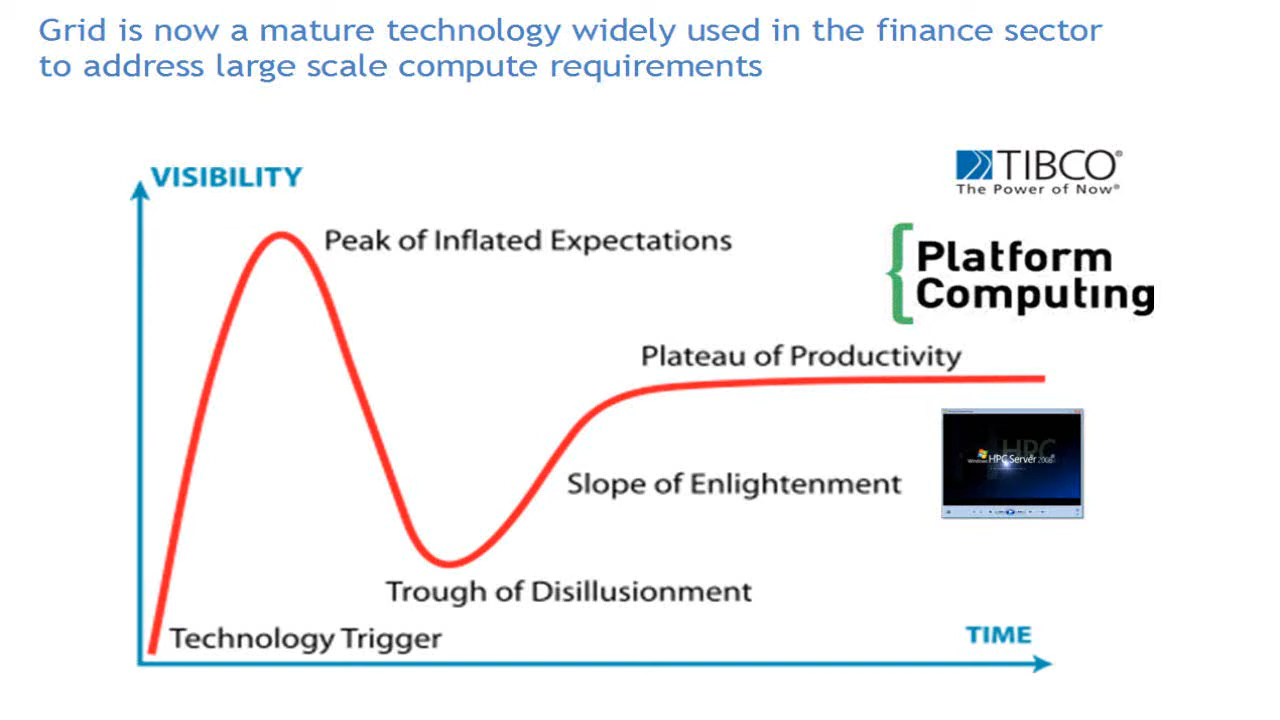 Grid is now a mature technology widely used in the finance sector
to address large scale compute requirements
VISIBILITY
TIBCO®
The Power of Now®
Peak of Inflated Expectations
Platform
Computing
Plateau of Productivity
HPC
Windows HPC Server 2008
Slope of Enlightenment
Trough of Disillusionment
Technology Trigger
TIME